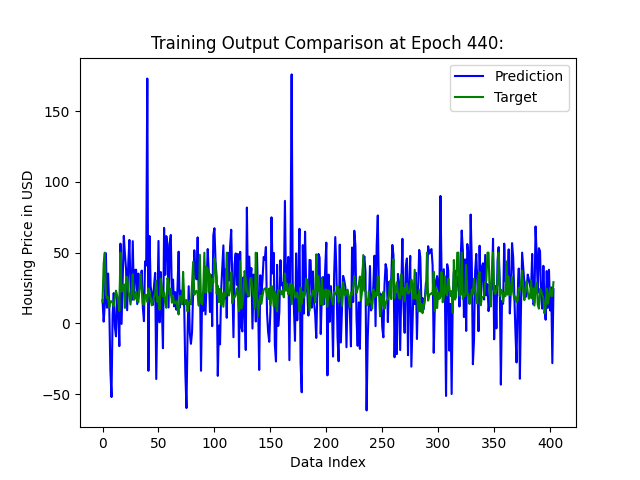 Training Output Comparison at Epoch 440:
Prediction
Target
Housing Price in USD
150
100
50
0
−50
0 50 100 150 200 250 300 350 400
Data Index